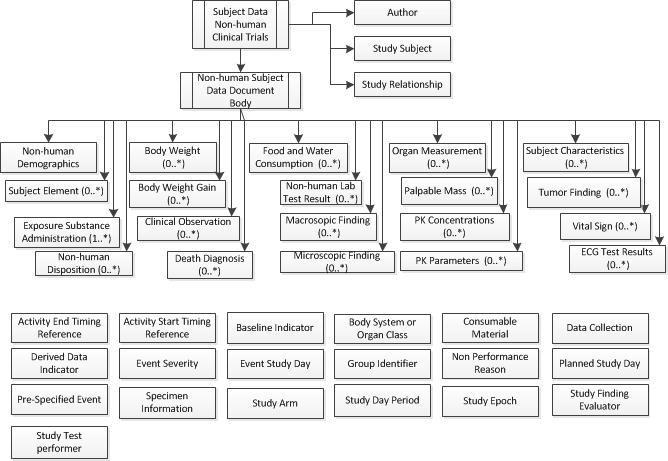 Subject Data
Non-human
Clinical Trials
Author
Study Subject
Study Relationship
Non-human Subject
Data Document
Body
Non-human
Demographics
Body Weight
(0..*)
Food and Water
Consumption (0..*)
Organ Measurement
(0..*)
Subject Characteristics
(0..*)
Subject Element (0..*)
Body Weight Gain
(0..*)
Non-human Lab
Test Result (0..*)
Palpable Mass (0..*)
Tumor Finding (0..*)
Exposure Substance
Administration (1..*)
Clinical Observation
(0..*)
Macrosopic Finding
(0..*)
PK Concentrations
(0..*)
Vital Sign (0..*)
Non-human
Disposition (0..*)
Death Diagnosis (0..*)
Microscopic Finding
(0..*)
PK Parameters (0..*)
ECG Test Results
(0..*)
Activity End Timing
Reference
Activity Start Timing
Reference
Baseline Indicator
Body System or
Organ Class
Consumable
Material
Data Collection
Derived Data
Indicator
Event Severity
Event Study Day
Group Identifier
Non Performance
Reason
Planned Study Day
Pre-Specified Event
Specimen
Information
Study Arm
Study Day Period
Study Epoch
Study Finding
Evaluator
Study Test
performer